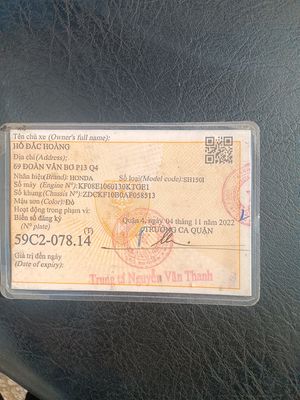 Tên chủ xe (Owner's full name):
HỒ ĐẮC HOÀNG
Địa chỉ (Address):
69 ĐOÀN VĂN BƠ P13 Q4
Nhãn hiệu(Brand): HONDA Số loại(Model code):SH150I
Số máy (Engine N°): KF08E1060130KTGB1
Số khung (Chassis N°): ZDCKF10B0AF058513
Màu sơn (Color):Đỏ
Hoạt động trong phạm vi:
Biển số đăng ký Quận 4, ngày 04 tháng 11 năm 2022
(N° plate) TRƯỞNG CA QUẬN
59C2-078.14 (T)
Giá trị đến ngày
(Date of expiry):
Trung tá Nguyễn Văn Thanh